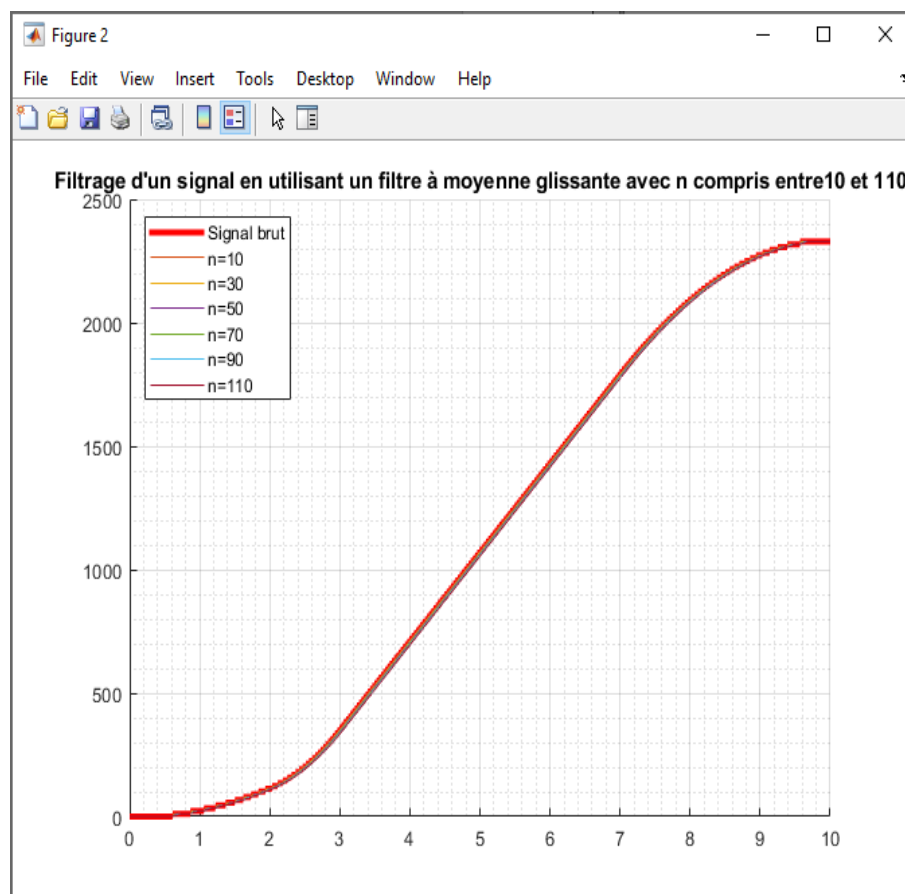 Figure 2
File Edit View Insert Tools Desktop Window Help
Filtrage d'un signal en utilisant un filtre à moyenne glissante avec n compris entre10 et 110
2500
2000
1500
1000
500
0
Signal brut
n=10
n=30
n=50
n=70
n=90
n=110
0 1 2 3 4 5 6 7 8 9 10